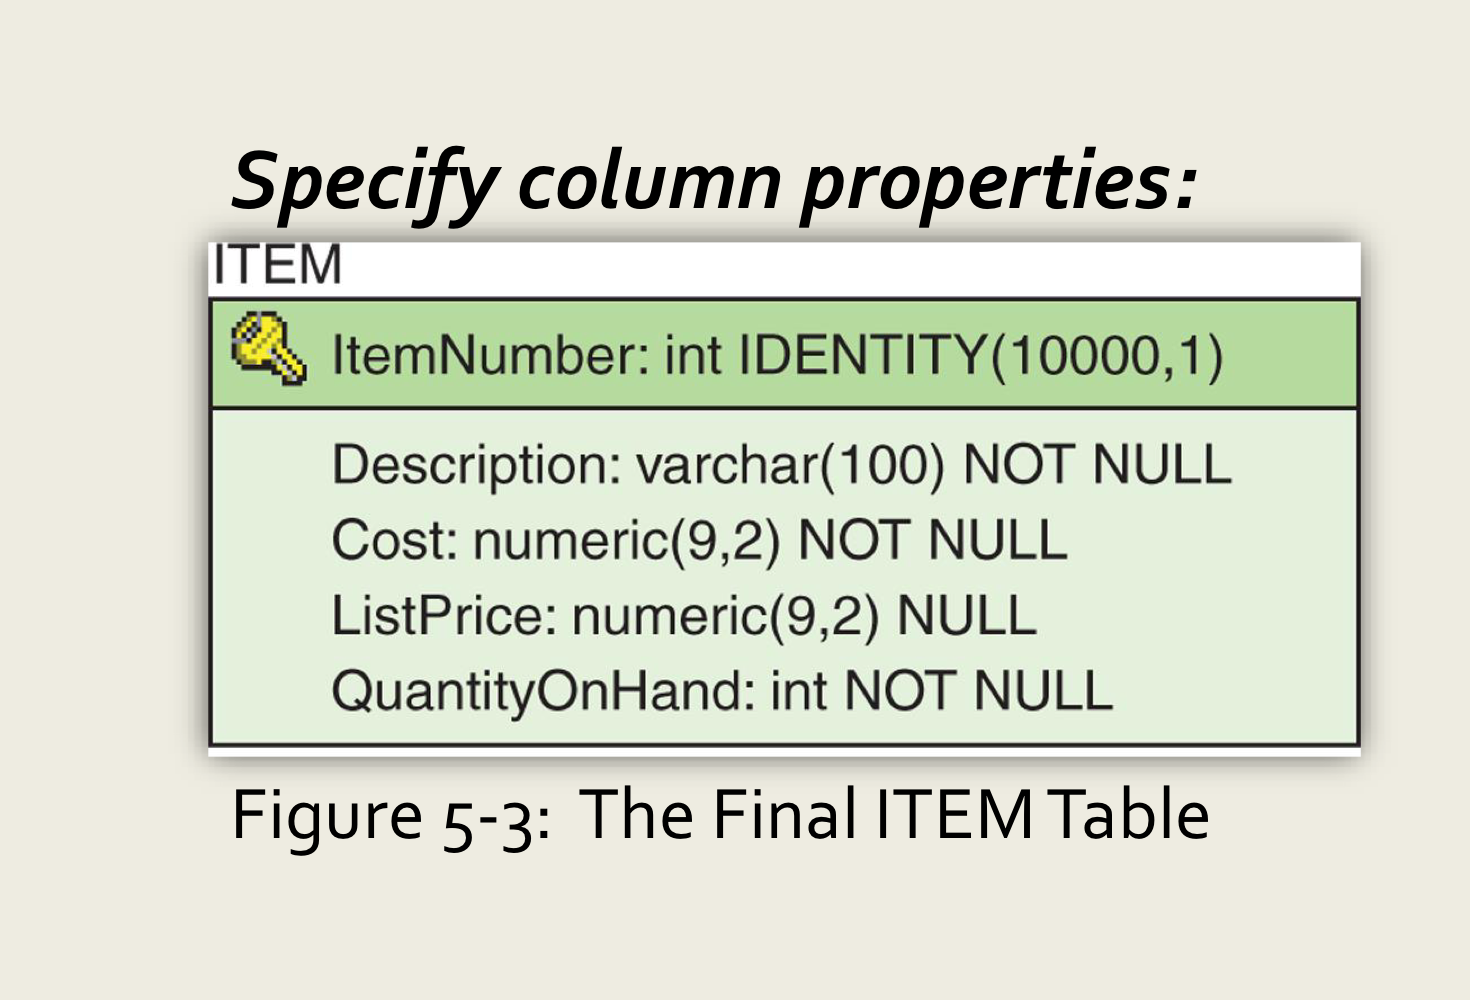 Specify column properties:
ITEM
ItemNumber: int IDENTITY(10000,1)
Description: varchar(100) NOT NULL
Cost: numeric(9,2) NOT NULL
ListPrice: numeric(9,2) NULL
QuantityOnHand: int NOT NULL
Figure 5-3: The Final ITEM Table